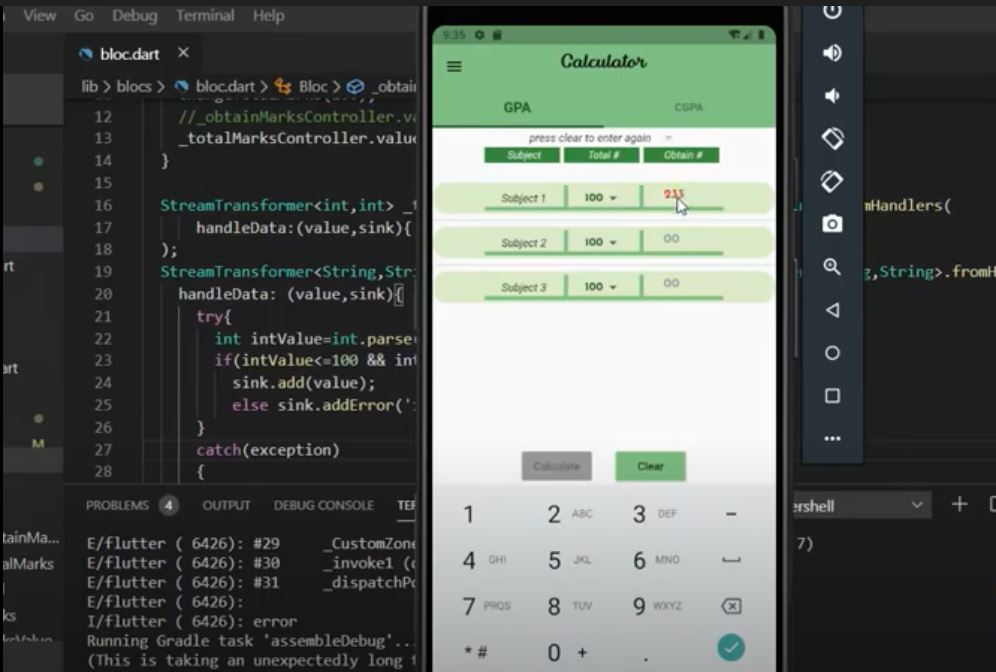 View Go Debug Terminal Help
bloc.dart ×
lib > blocs > bloc.dart > Bloc > _obtai
12 //_obtainMarksController.va
13 _totalMarksController.value
14 }
15
16 StreamTransformer<int,int> _t
17 handleData:(value,sink){
18 );
19 StreamTransformer<String,Str
20 handleData: (value,sink){
21 try{
22 int intValue=int.parse
23 if(intValue<=100 && int
24 sink.add(value);
25 else sink.addError('
26 }
27 catch(exception)
28 {
mHandlers(
g,String>.fromH
rt
art
M
tainMa...
alMarks
ks
PROBLEMS 4 OUTPUT DEBUG CONSOLE TER
ershell
7)
E/flutter ( 6426): #29 _CustomZone
E/flutter ( 6426): #30 _invoke1 (d
E/flutter ( 6426): #31 _dispatchPo
E/flutter ( 6426):
I/flutter ( 6426): error
Running Gradle task 'assembleDebug'...
(This is taking an unexpectedly long t
9:35
Calculator
GPA CGPA
press clear to enter again
Subject Total # Obtain #
Subject 1 100 233
Subject 2 100 00
Subject 3 100 00
Calculate Clear
1 2 ABC 3 DEF -
4 GHI 5 JKL 6 MNO
7 PRQS 8 TUV 9 WXYZ
* # 0 + .